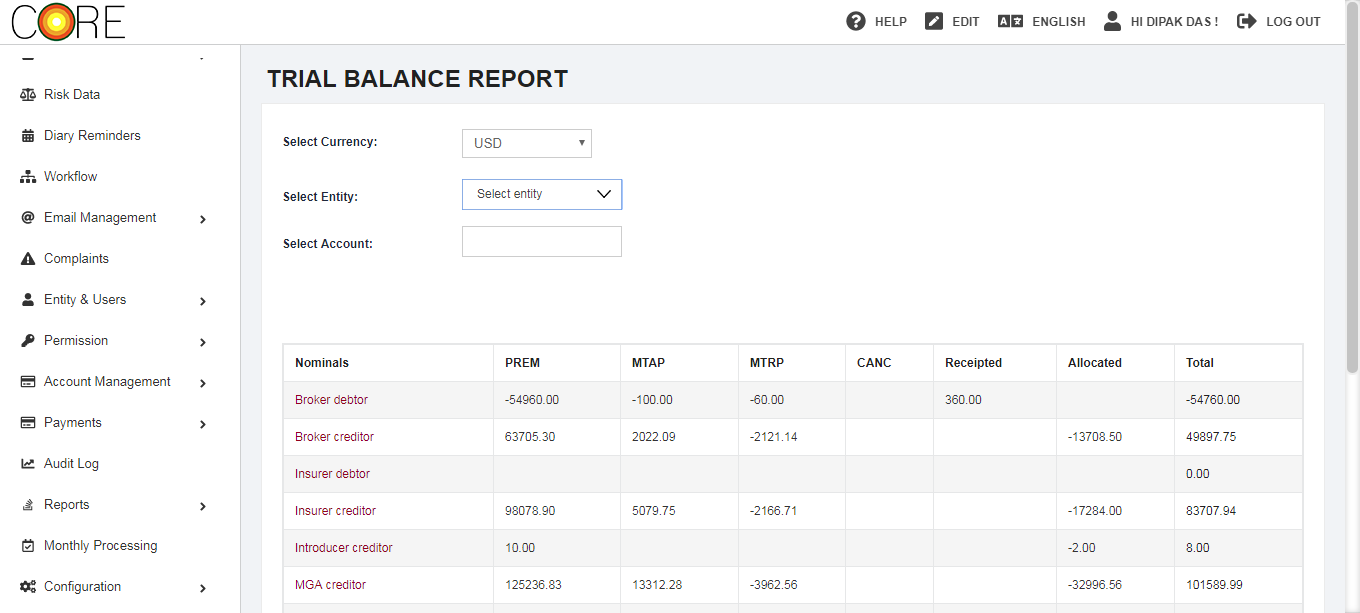 CORE
HELP EDIT ENGLISH HI DIPAK DAS ! LOG OUT
Risk Data
Diary Reminders
Workflow
Email Management
Complaints
Entity & Users
Permission
Account Management
Payments
Audit Log
Reports
Monthly Processing
Configuration
TRIAL BALANCE REPORT
Select Currency: USD
Select Entity: Select entity
Select Account:
Nominals PREM MTAP MTRP CANC Receipted Allocated Total
Broker debtor -54960.00 -100.00 -60.00 360.00 -54760.00
Broker creditor 63705.30 2022.09 -2121.14 -13708.50 49897.75
Insurer debtor 0.00
Insurer creditor 98078.90 5079.75 -2166.71 -17284.00 83707.94
Introducer creditor 10.00 -2.00 8.00
MGA creditor 125236.83 13312.28 -3962.56 -32996.56 101589.99